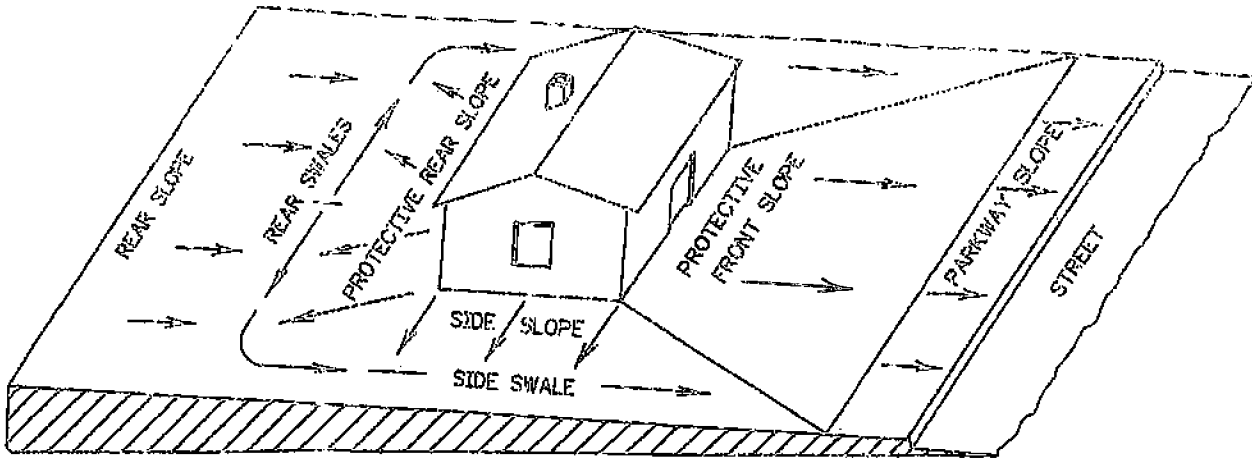 REAR SLOPE
REAR SWALES
PROTECTIVE REAR SLOPE
PROTECTIVE
FRONT SLOPE
PARKWAY SLOPE
STREET
SIDE SLOPE
SIDE SWALE